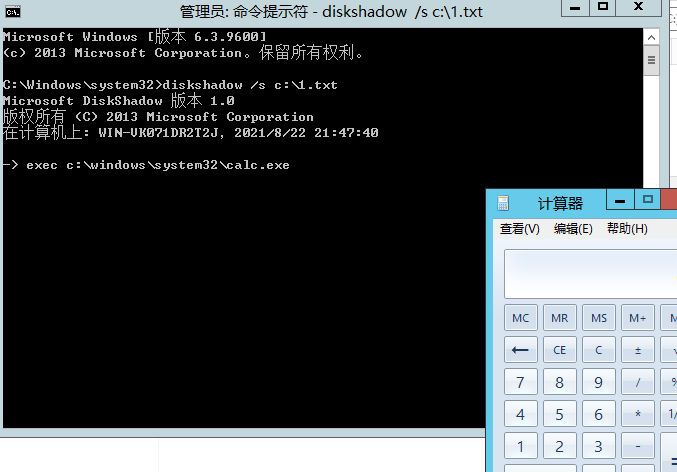 管理员: 命令提示符 - diskshadow /s c:\1.txt
Microsoft Windows [版本 6.3.9600]
(c) 2013 Microsoft Corporation。保留所有权利。
C:\Windows\system32>diskshadow /s c:\1.txt
Microsoft DiskShadow 版本 1.0
版权所有 (C) 2013 Microsoft Corporation
在计算机上: WIN-VK071DR2T2J, 2021/8/22 21:47:40
-> exec c:\windows\system32\calc.exe
计算器
查看(V) 编辑(E) 帮助(H)
MC MR MS M+
← CE C ±
7 8 9 / %
4 5 6 * 1/
1 2 3 - =